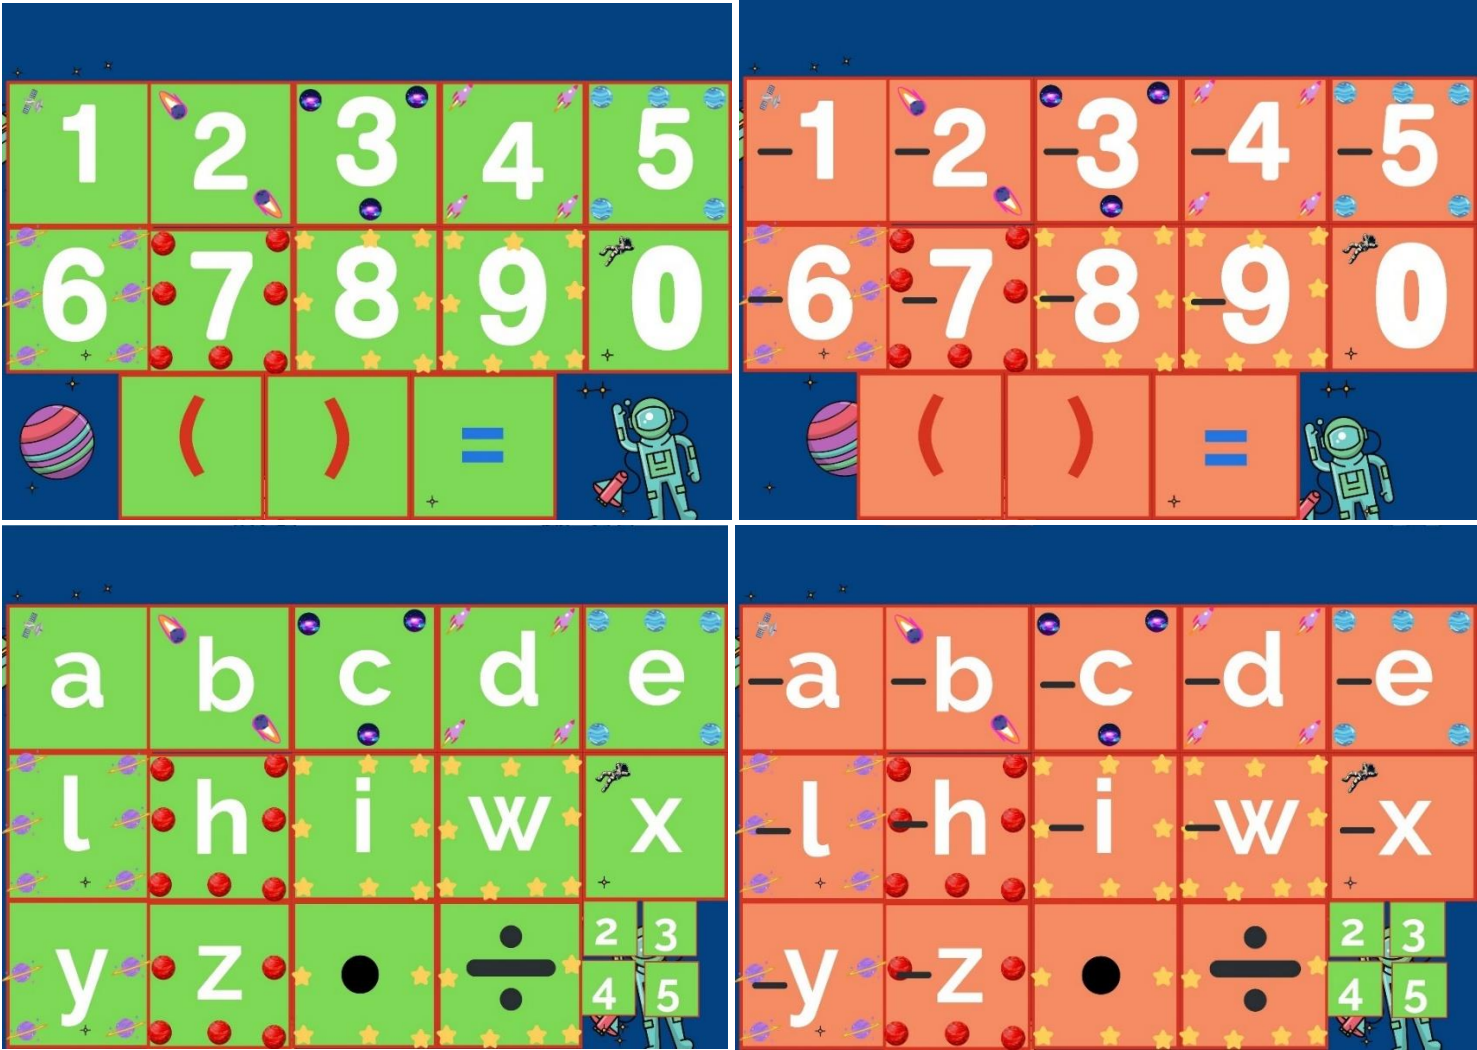 1 2 3 4 5
6 7 8 9 0
( ) =
-1 -2 -3 -4 -5
-6 -7 -8 -9 0
( ) =
a b c d e
l h i w x
y z • ÷ 2 3
4 5
-a -b -c -d -e
-l -h -i -w -x
-y -z • ÷ 2 3
4 5